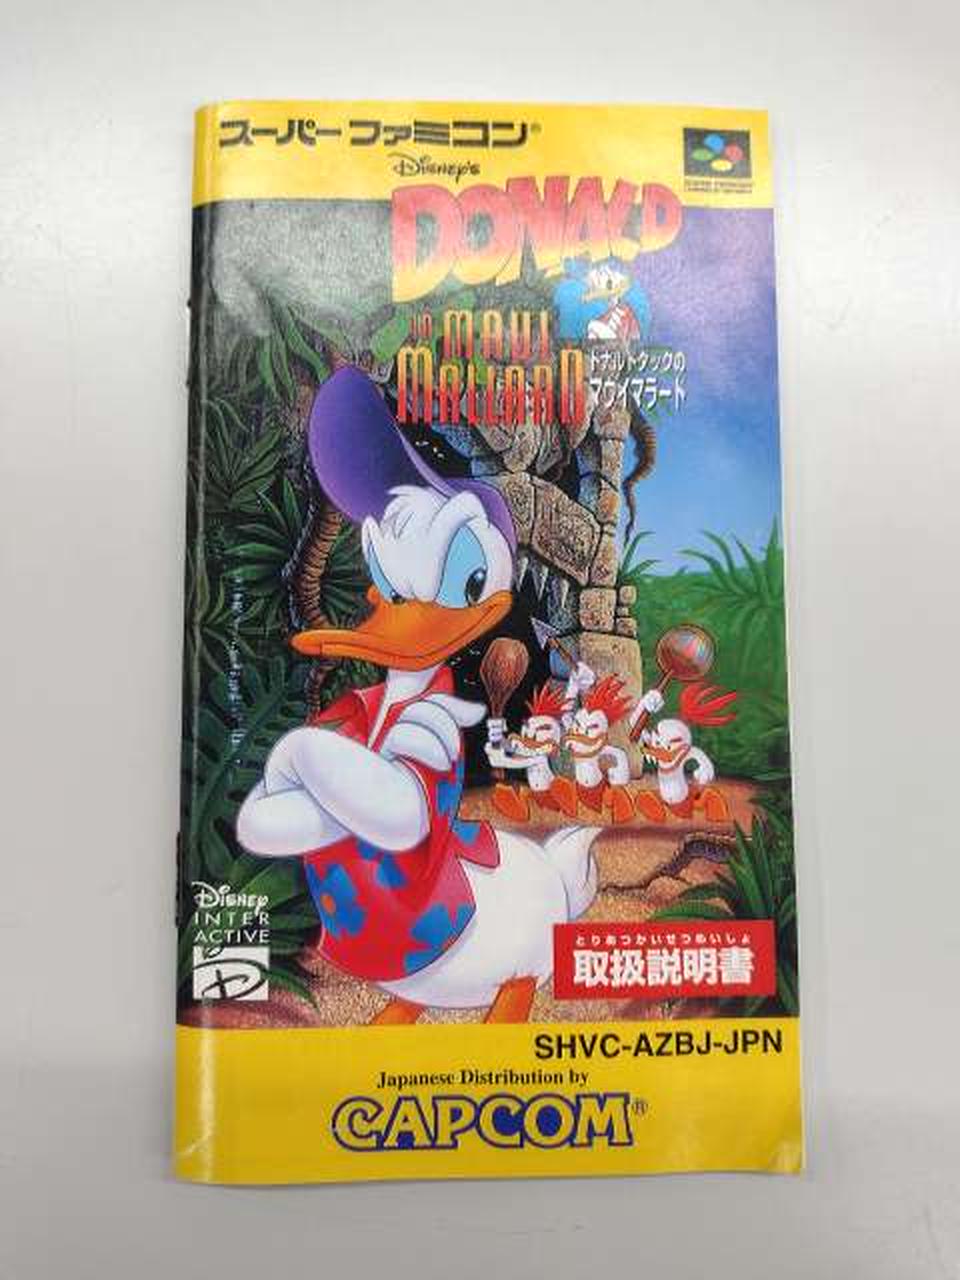 スーパーファミコン®
Disney's
DONALD
IN MAUI
MALLARD
ドナルドダックの
マウイマラード
Disney
INTER
ACTIVE
とりあつかいせつめいしょ
取扱説明書
SHVC-AZBJ-JPN
Japanese Distribution by
CAPCOM®